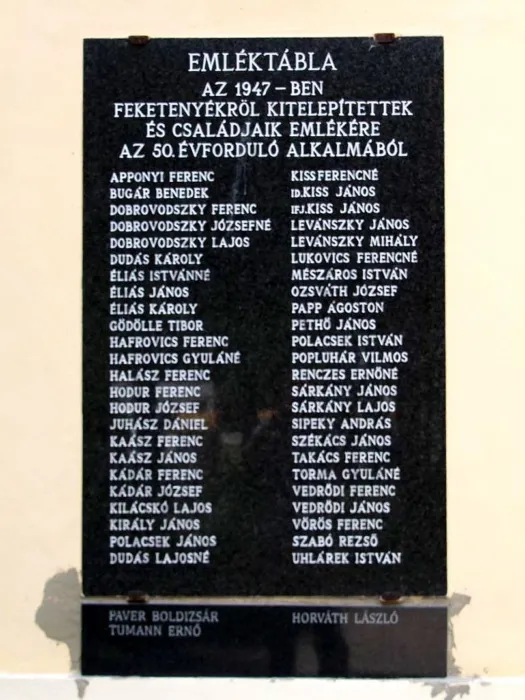 EMLÉKTÁBLA
AZ 1947 – BEN
FEKETENYÉKRÖL KITELEPÍTETTEK
ÉS CSALÁDJAIK EMLÉKÉRE
AZ 50. ÉVFORDULÓ ALKALMÁBÓL
APPONYI FERENC
BUGÁR BENEDEK
DOBROVODSZKY FERENC
DOBROVODSZKY JÓZSEFNÉ
DOBROVODSZKY LAJOS
DUDÁS KÁROLY
ÉLIÁS ISTVÁNNÉ
ÉLIÁS JÁNOS
ÉLIÁS KÁROLY
GÖDÖLLE TIBOR
HAFROVICS FERENC
HAFROVICS GYULÁNÉ
HALÁSZ FERENC
HODUR FERENC
HODUR JÓZSEF
JUHÁSZ DÁNIEL
KAÁSZ FERENC
KAÁSZ JÁNOS
KÁDÁR FERENC
KÁDÁR JÓZSEF
KILÁCSKÓ LAJOS
KIRÁLY JÁNOS
POLACSEK JÁNOS
DUDÁS LAJOSNÉ
KISS FERENCNÉ
ID. KISS JÁNOS
IFJ. KISS JÁNOS
LEVÁNSZKY JÁNOS
LEVÁNSZKY MIHÁLY
LUKOVICS FERENCNÉ
MÉSZÁROS ISTVÁN
OZSVÁTH JÓZSEF
PAPP ÁGOSTON
PETHŐ JÁNOS
POLACSEK ISTVÁN
POPLUHÁR VILMOS
RENCZES ERNŐNÉ
SÁRKÁNY JÁNOS
SÁRKÁNY LAJOS
SIPEKY ANDRÁS
SZÉKÁCS JÁNOS
TAKÁCS FERENC
TORMA GYULÁNÉ
VEDRŐDI FERENC
VEDRŐDI JÁNOS
VÖRÖS FERENC
SZABÓ REZSŐ
UHLÁREK ISTVÁN
PAVER BOLDIZSÁR
TUMANN ERNŐ
HORVÁTH LÁSZLÓ